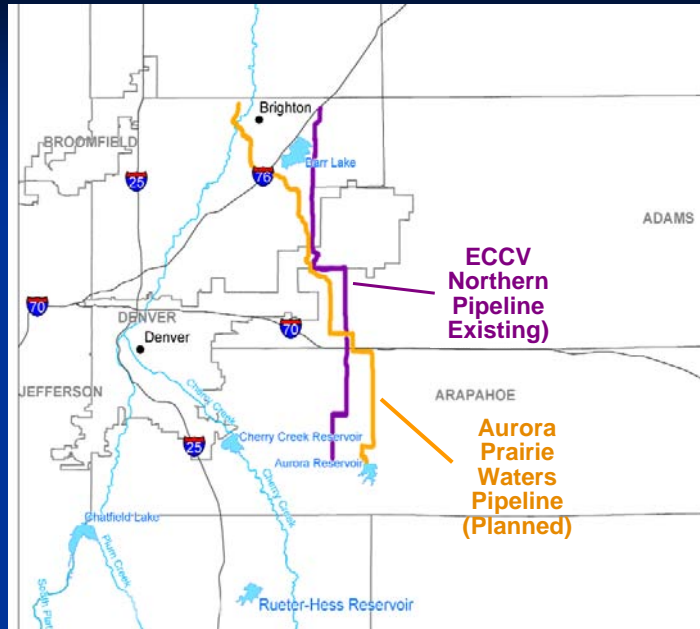 Brighton
BROOMFIELD
Barr Lake
76
25
ADAMS
ECCV
Northern
Pipeline
Existing)
70
DENVER
70
Denver
JEFFERSON
ARAPAHOE
Cherry Creek
Cherry Creek Reservoir
25
Aurora Reservoir
Aurora
Prairie
Waters
Pipeline
(Planned)
Cherry Creek
Chatfield Lake
Plum Creek
South Plat
Rueter-Hess Reservoir